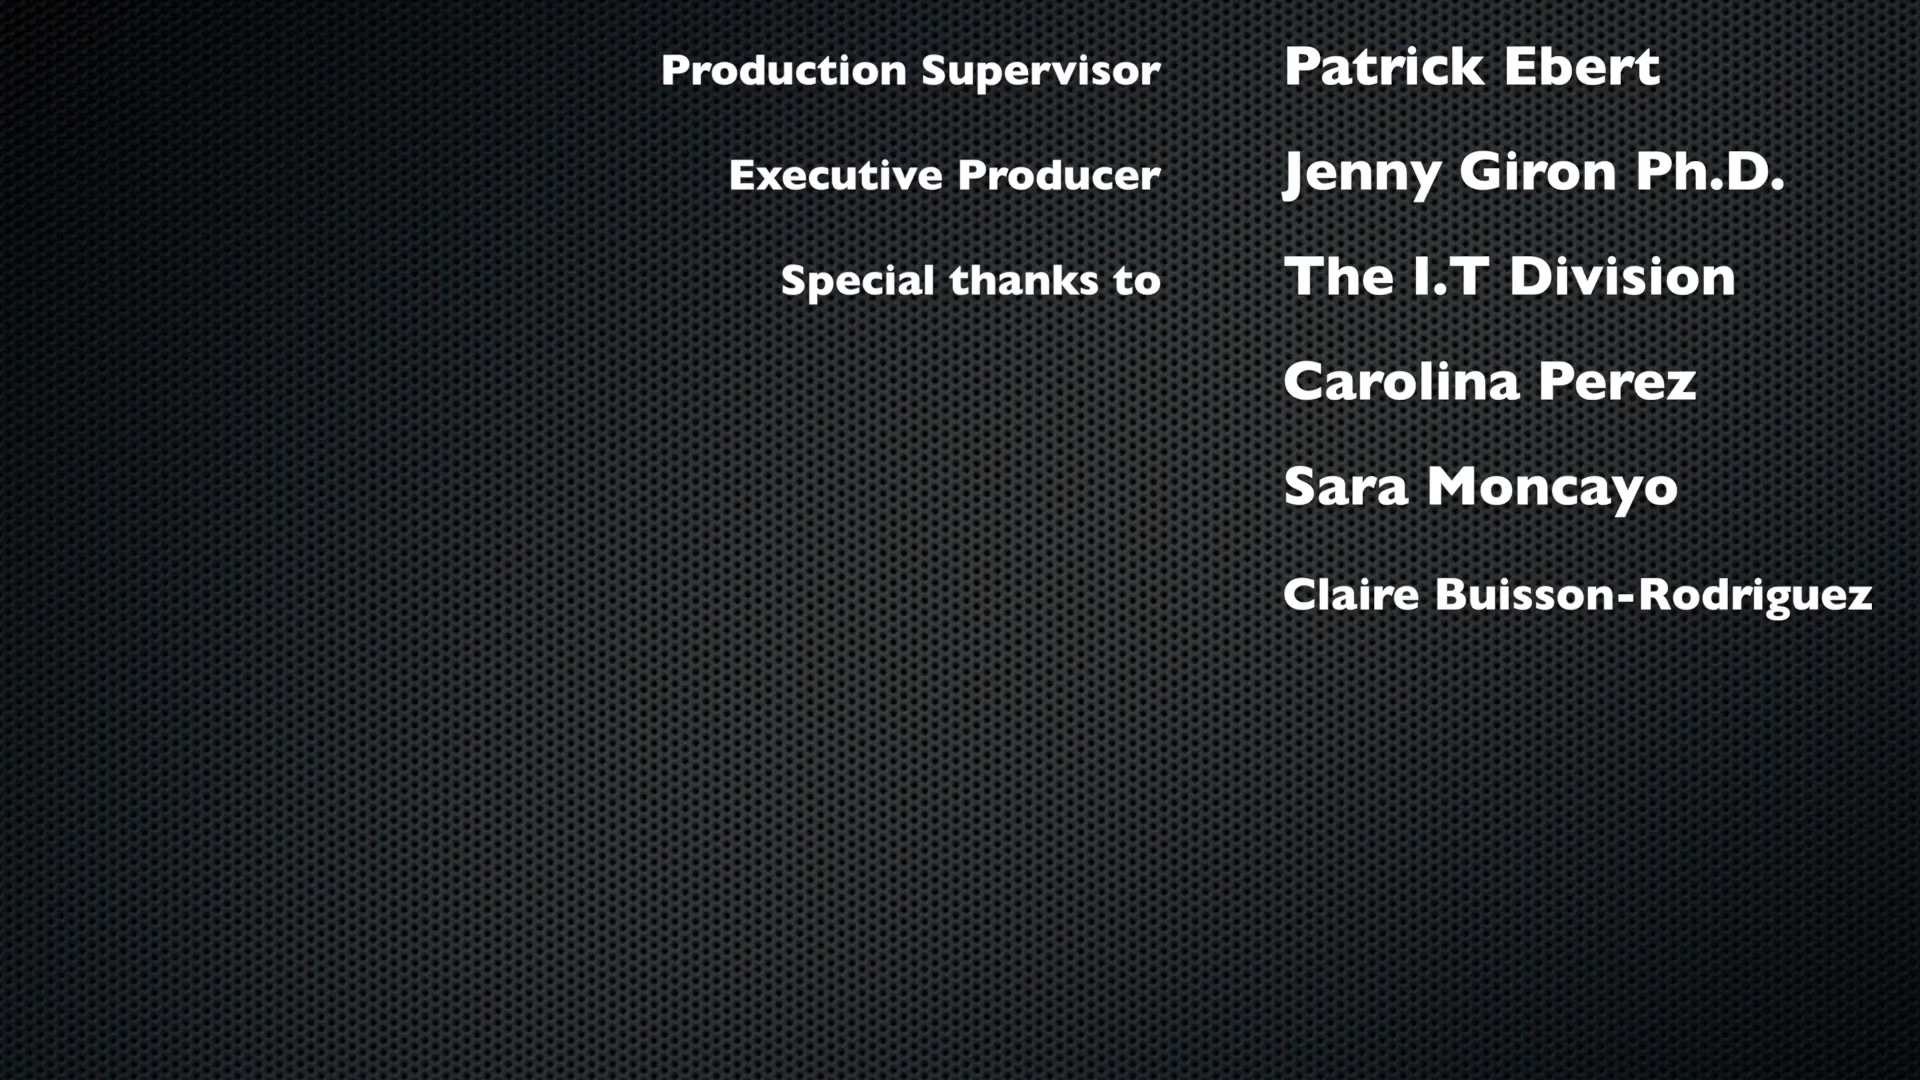 Production Supervisor Patrick Ebert
Executive Producer Jenny Giron Ph.D.
Special thanks to The I.T Division
Carolina Perez
Sara Moncayo
Claire Buisson-Rodriguez